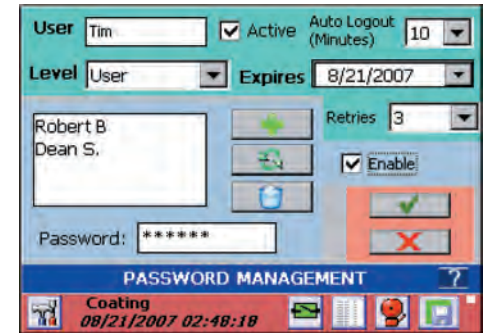 User Tim Active Auto Logout (Minutes) 10
Level User Expires 8/21/2007
Retries 3
Robert B
Dean S.
Enable
Password: ******
PASSWORD MANAGEMENT ?
Coating
08/21/2007 02:48:18